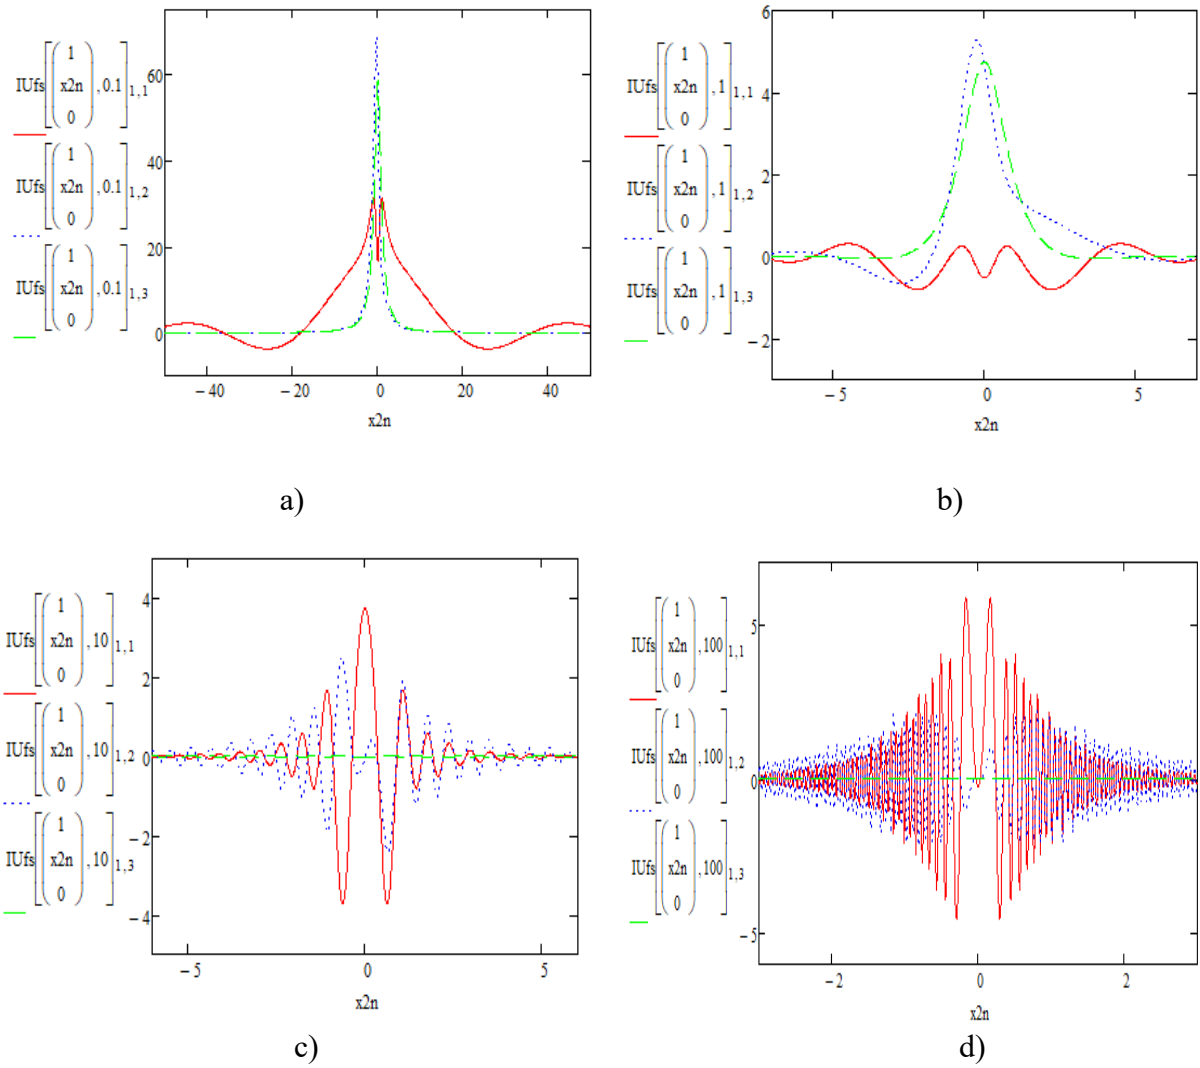 IUfs[(1 x2n 0), 0.1]1,1
IUfs[(1 x2n 0), 0.1]1,2
IUfs[(1 x2n 0), 0.1]1,3
60
40
20
0
−40 −20 0 20 40
x2n
a)
IUfs[(1 x2n 0), 1]1,1
IUfs[(1 x2n 0), 1]1,2
IUfs[(1 x2n 0), 1]1,3
6
4
2
0
−2
−5 0 5
x2n
b)
IUfs[(1 x2n 0), 10]1,1
IUfs[(1 x2n 0), 10]1,2
IUfs[(1 x2n 0), 10]1,3
4
2
0
−2
−4
−5 0 5
x2n
c)
IUfs[(1 x2n 0), 100]1,1
IUfs[(1 x2n 0), 100]1,2
IUfs[(1 x2n 0), 100]1,3
5
0
−5
−2 0 2
x2n
d)